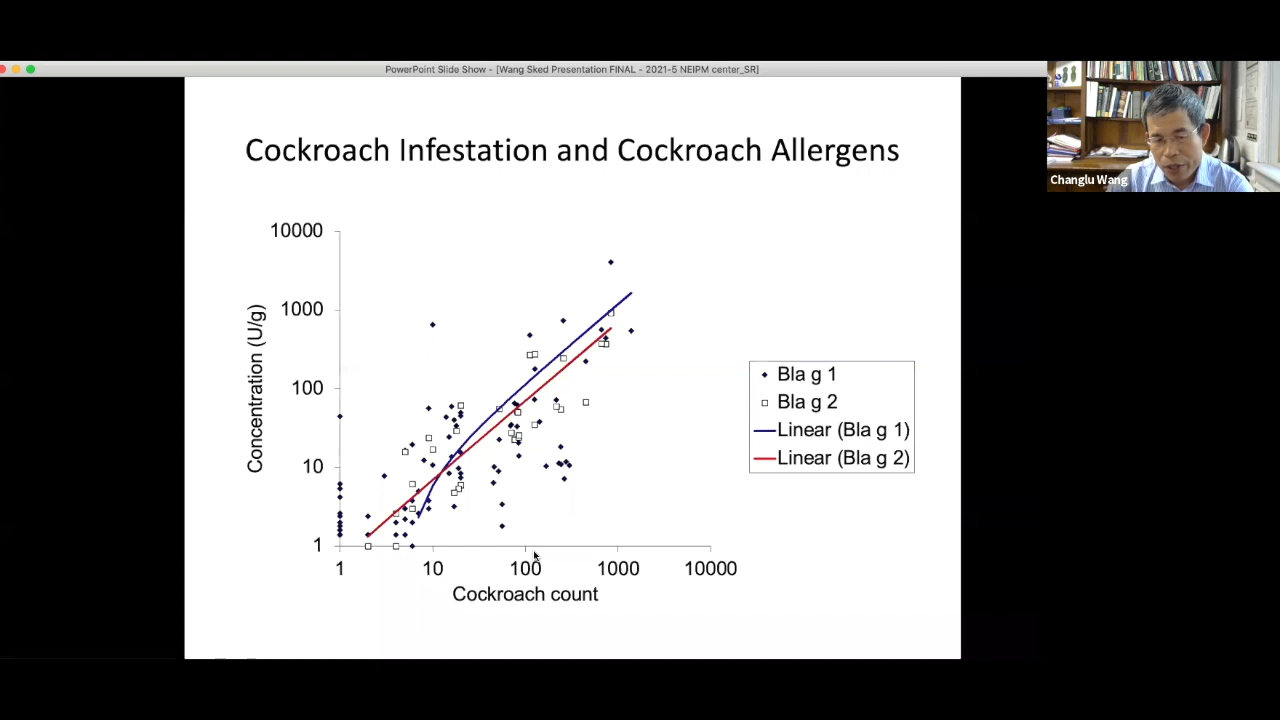 PowerPoint Slide Show - [Wang Sked Presentation FINAL - 2021-5 NEIPM center_SR]
Changlu Wang
Cockroach Infestation and Cockroach Allergens
Concentration (U/g)
10000
1000
100
10
1
1 10 100 1000 10000
Cockroach count
Bla g 1
Bla g 2
Linear (Bla g 1)
Linear (Bla g 2)